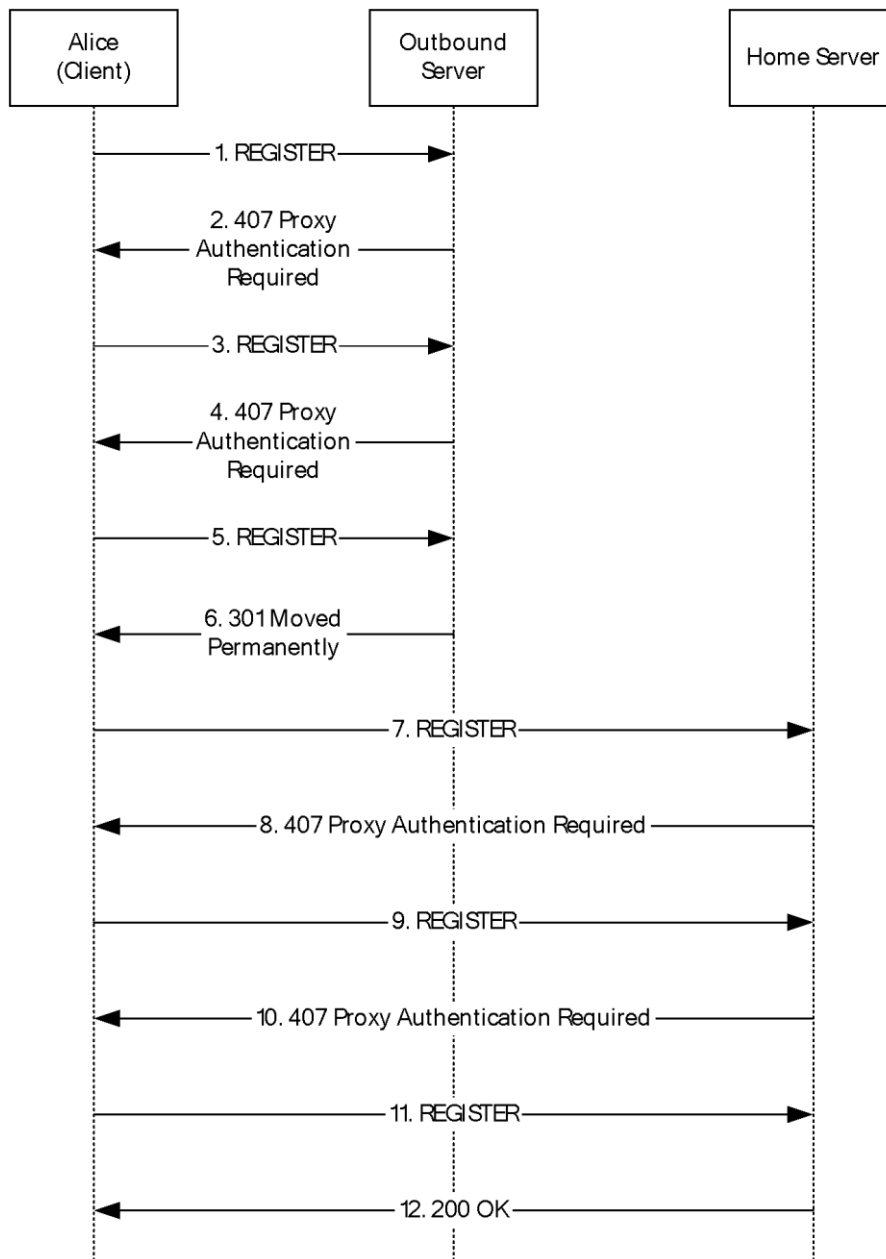 Alice
(Client)
Outbound
Server
Home Server
1. REGISTER
2. 407 Proxy
Authentication
Required
3. REGISTER
4. 407 Proxy
Authentication
Required
5. REGISTER
6. 301 Moved
Permanently
7. REGISTER
8. 407 Proxy Authentication Required
9. REGISTER
10. 407 Proxy Authentication Required
11. REGISTER
12. 200 OK